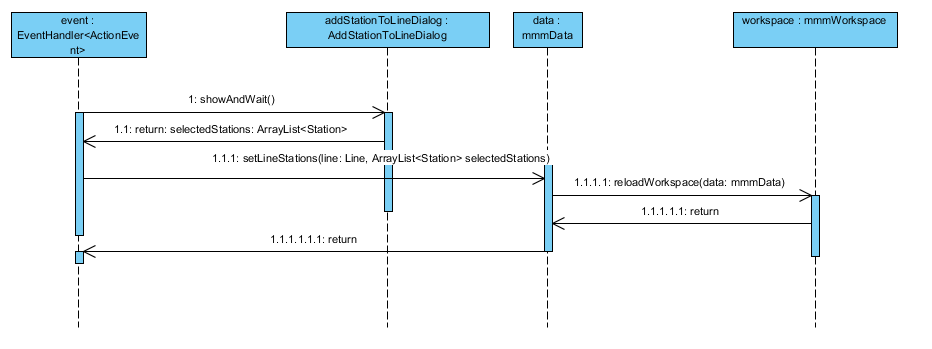 event :
EventHandler<ActionEve
nt>
addStationToLineDialog :
AddStationToLineDialog
data :
mmmData
workspace : mmmWorkspace
1: showAndWait()
1.1: return: selectedStations: ArrayList<Station>
1.1.1: setLineStations(line: Line, ArrayList<Station> selectedStations)
1.1.1.1: reloadWorkspace(data: mmmData)
1.1.1.1.1: return
1.1.1.1.1.1: return